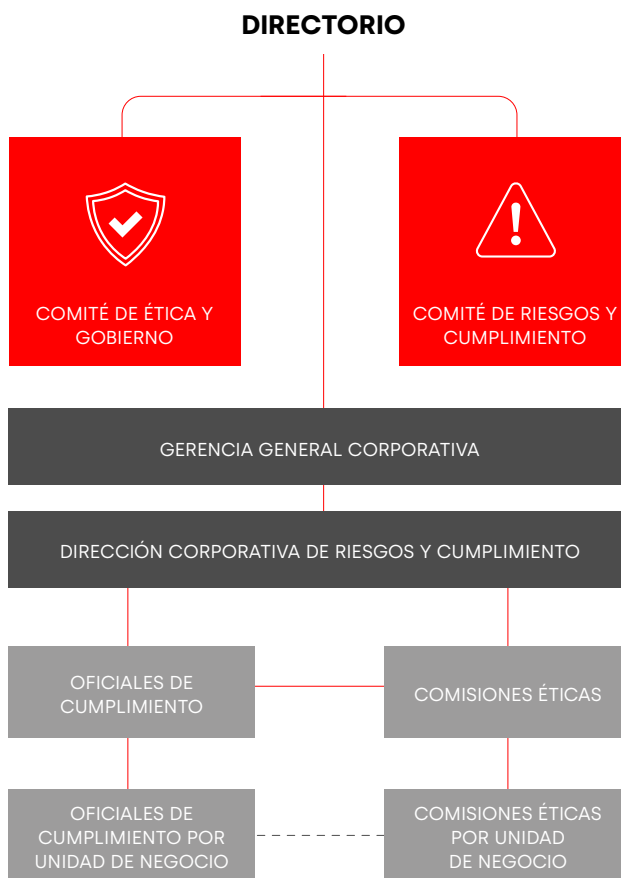 DIRECTORIO
COMITÉ DE ÉTICA Y
GOBIERNO
COMITÉ DE RIESGOS Y
CUMPLIMIENTO
GERENCIA GENERAL CORPORATIVA
DIRECCIÓN CORPORATIVA DE RIESGOS Y CUMPLIMIENTO
OFICIALES DE
CUMPLIMIENTO
COMISIONES ÉTICAS
OFICIALES DE
CUMPLIMIENTO POR
UNIDAD DE NEGOCIO
COMISIONES ÉTICAS
POR UNIDAD
DE NEGOCIO